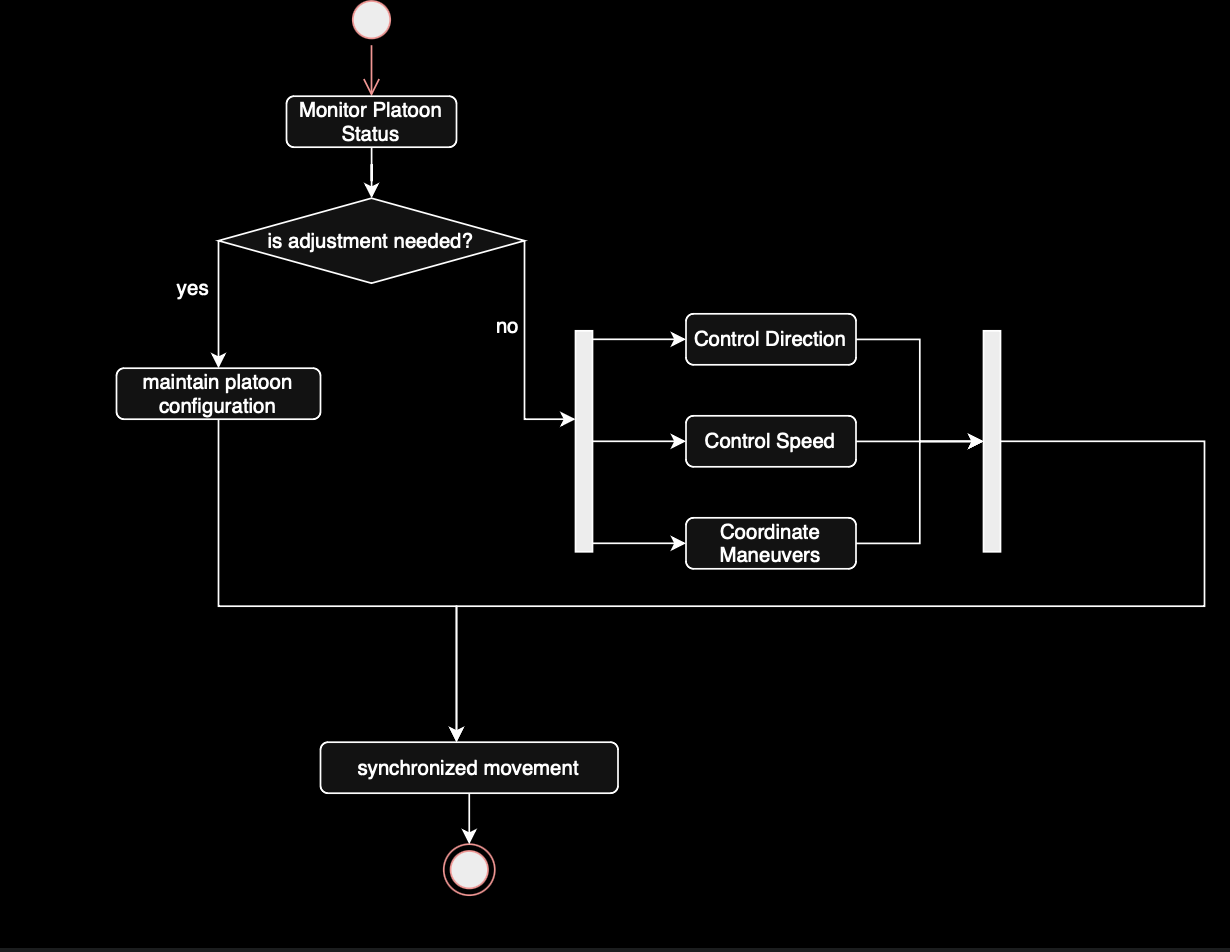 Monitor Platoon
Status
is adjustment needed?
yes
no
maintain platoon
configuration
Control Direction
Control Speed
Coordinate
Maneuvers
synchronized movement